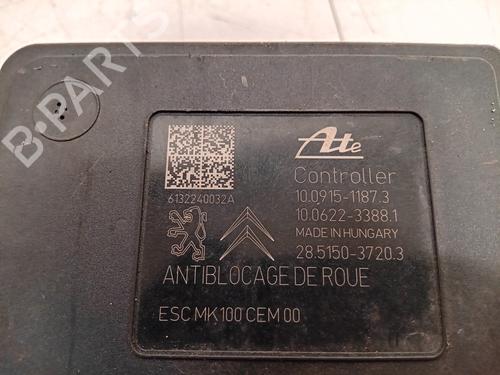 B-PARTS
Ate
Controller
10.0915-1187.3
10.0622-3388.1
MADE IN HUNGARY
28.5150-3720.3
6132240032A
ANTIBLOCAGE DE ROUE
ESC MK100 CEM 00